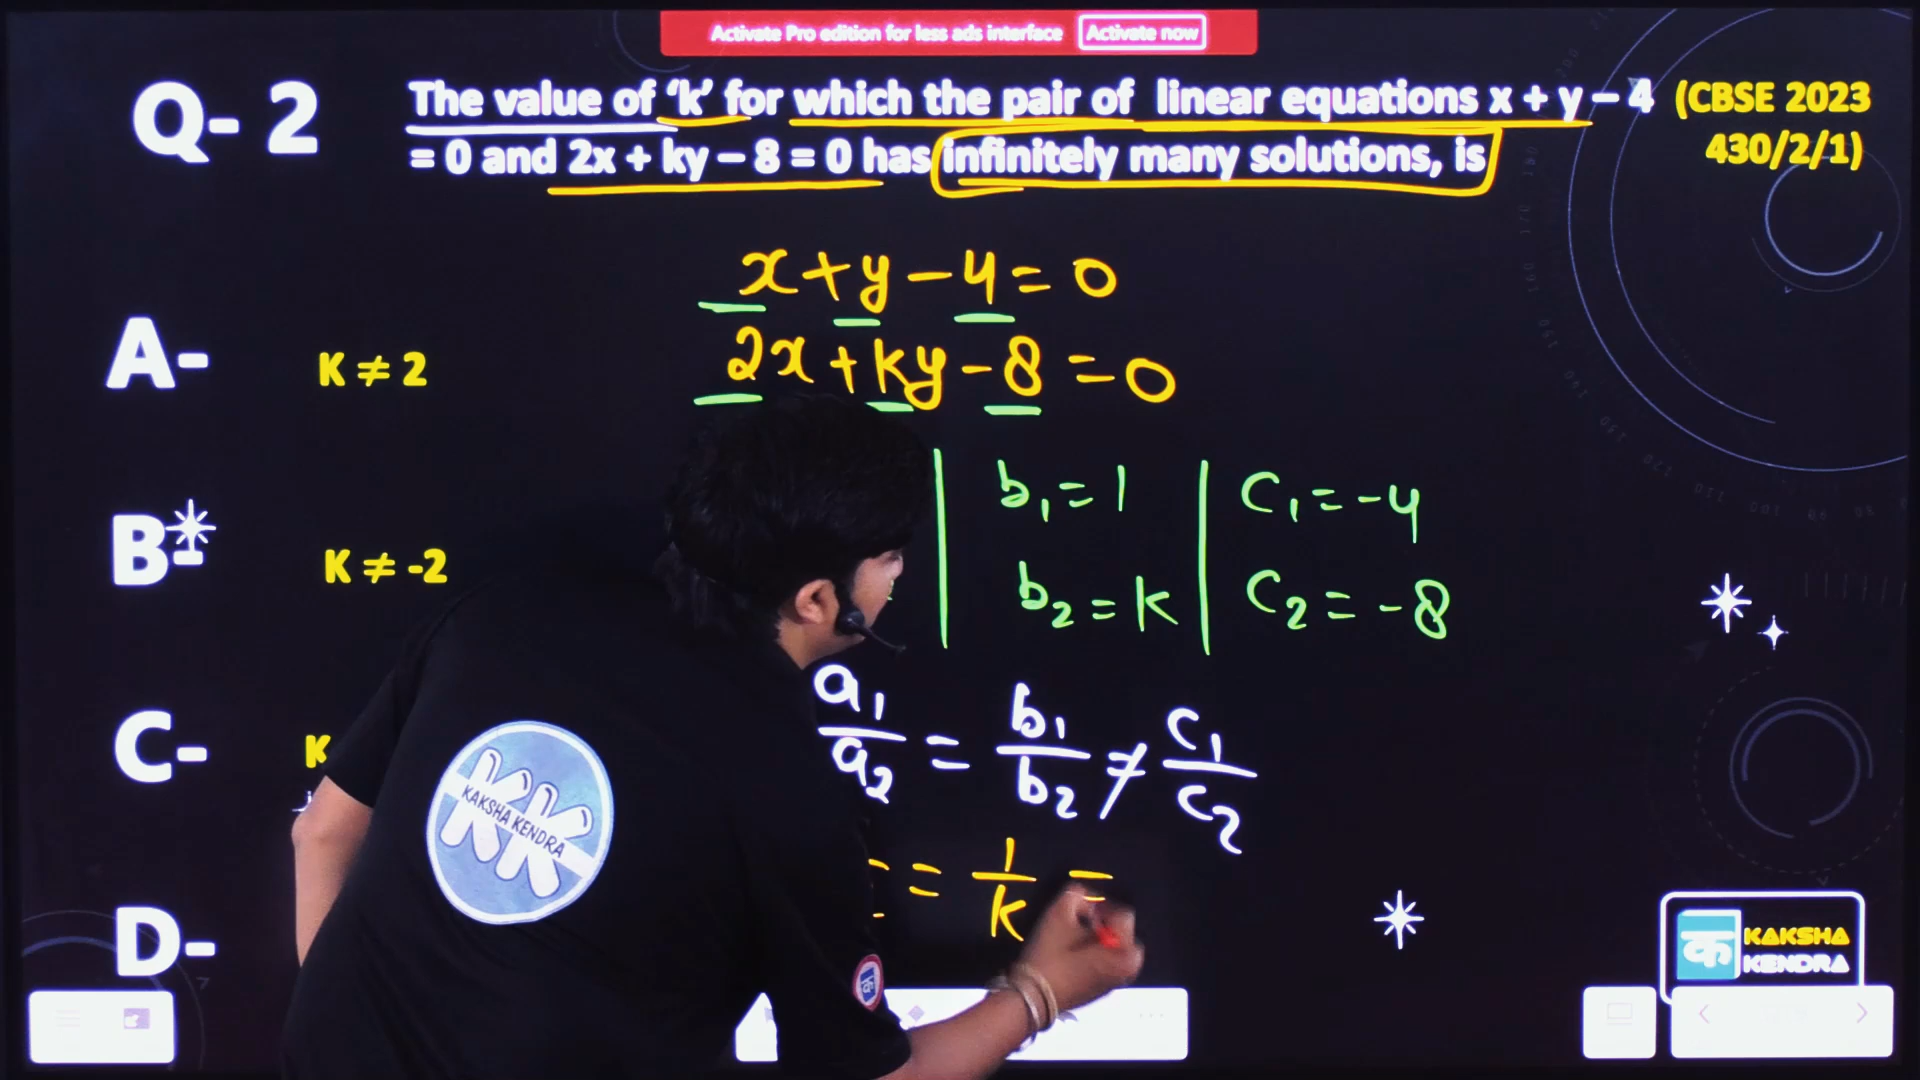 Activate Pro edition for less ads interface Activate now
Q- 2
The value of ‘k’ for which the pair of linear equations x + y – 4
= 0 and 2x + ky – 8 = 0 has infinitely many solutions, is
(CBSE 2023
430/2/1)
x + y - 4 = 0
2x + ky - 8 = 0
A- K ≠ 2
B- K ≠ -2
C- K
D-
b₁ = 1
c₁ = -4
b₂ = k
c₂ = -8
a₁/a₂ = b₁/b₂ ≠ c₁/c₂
= 1/k =
KK
KAKSHA KENDRA
क
KAKSHA
KENDRA